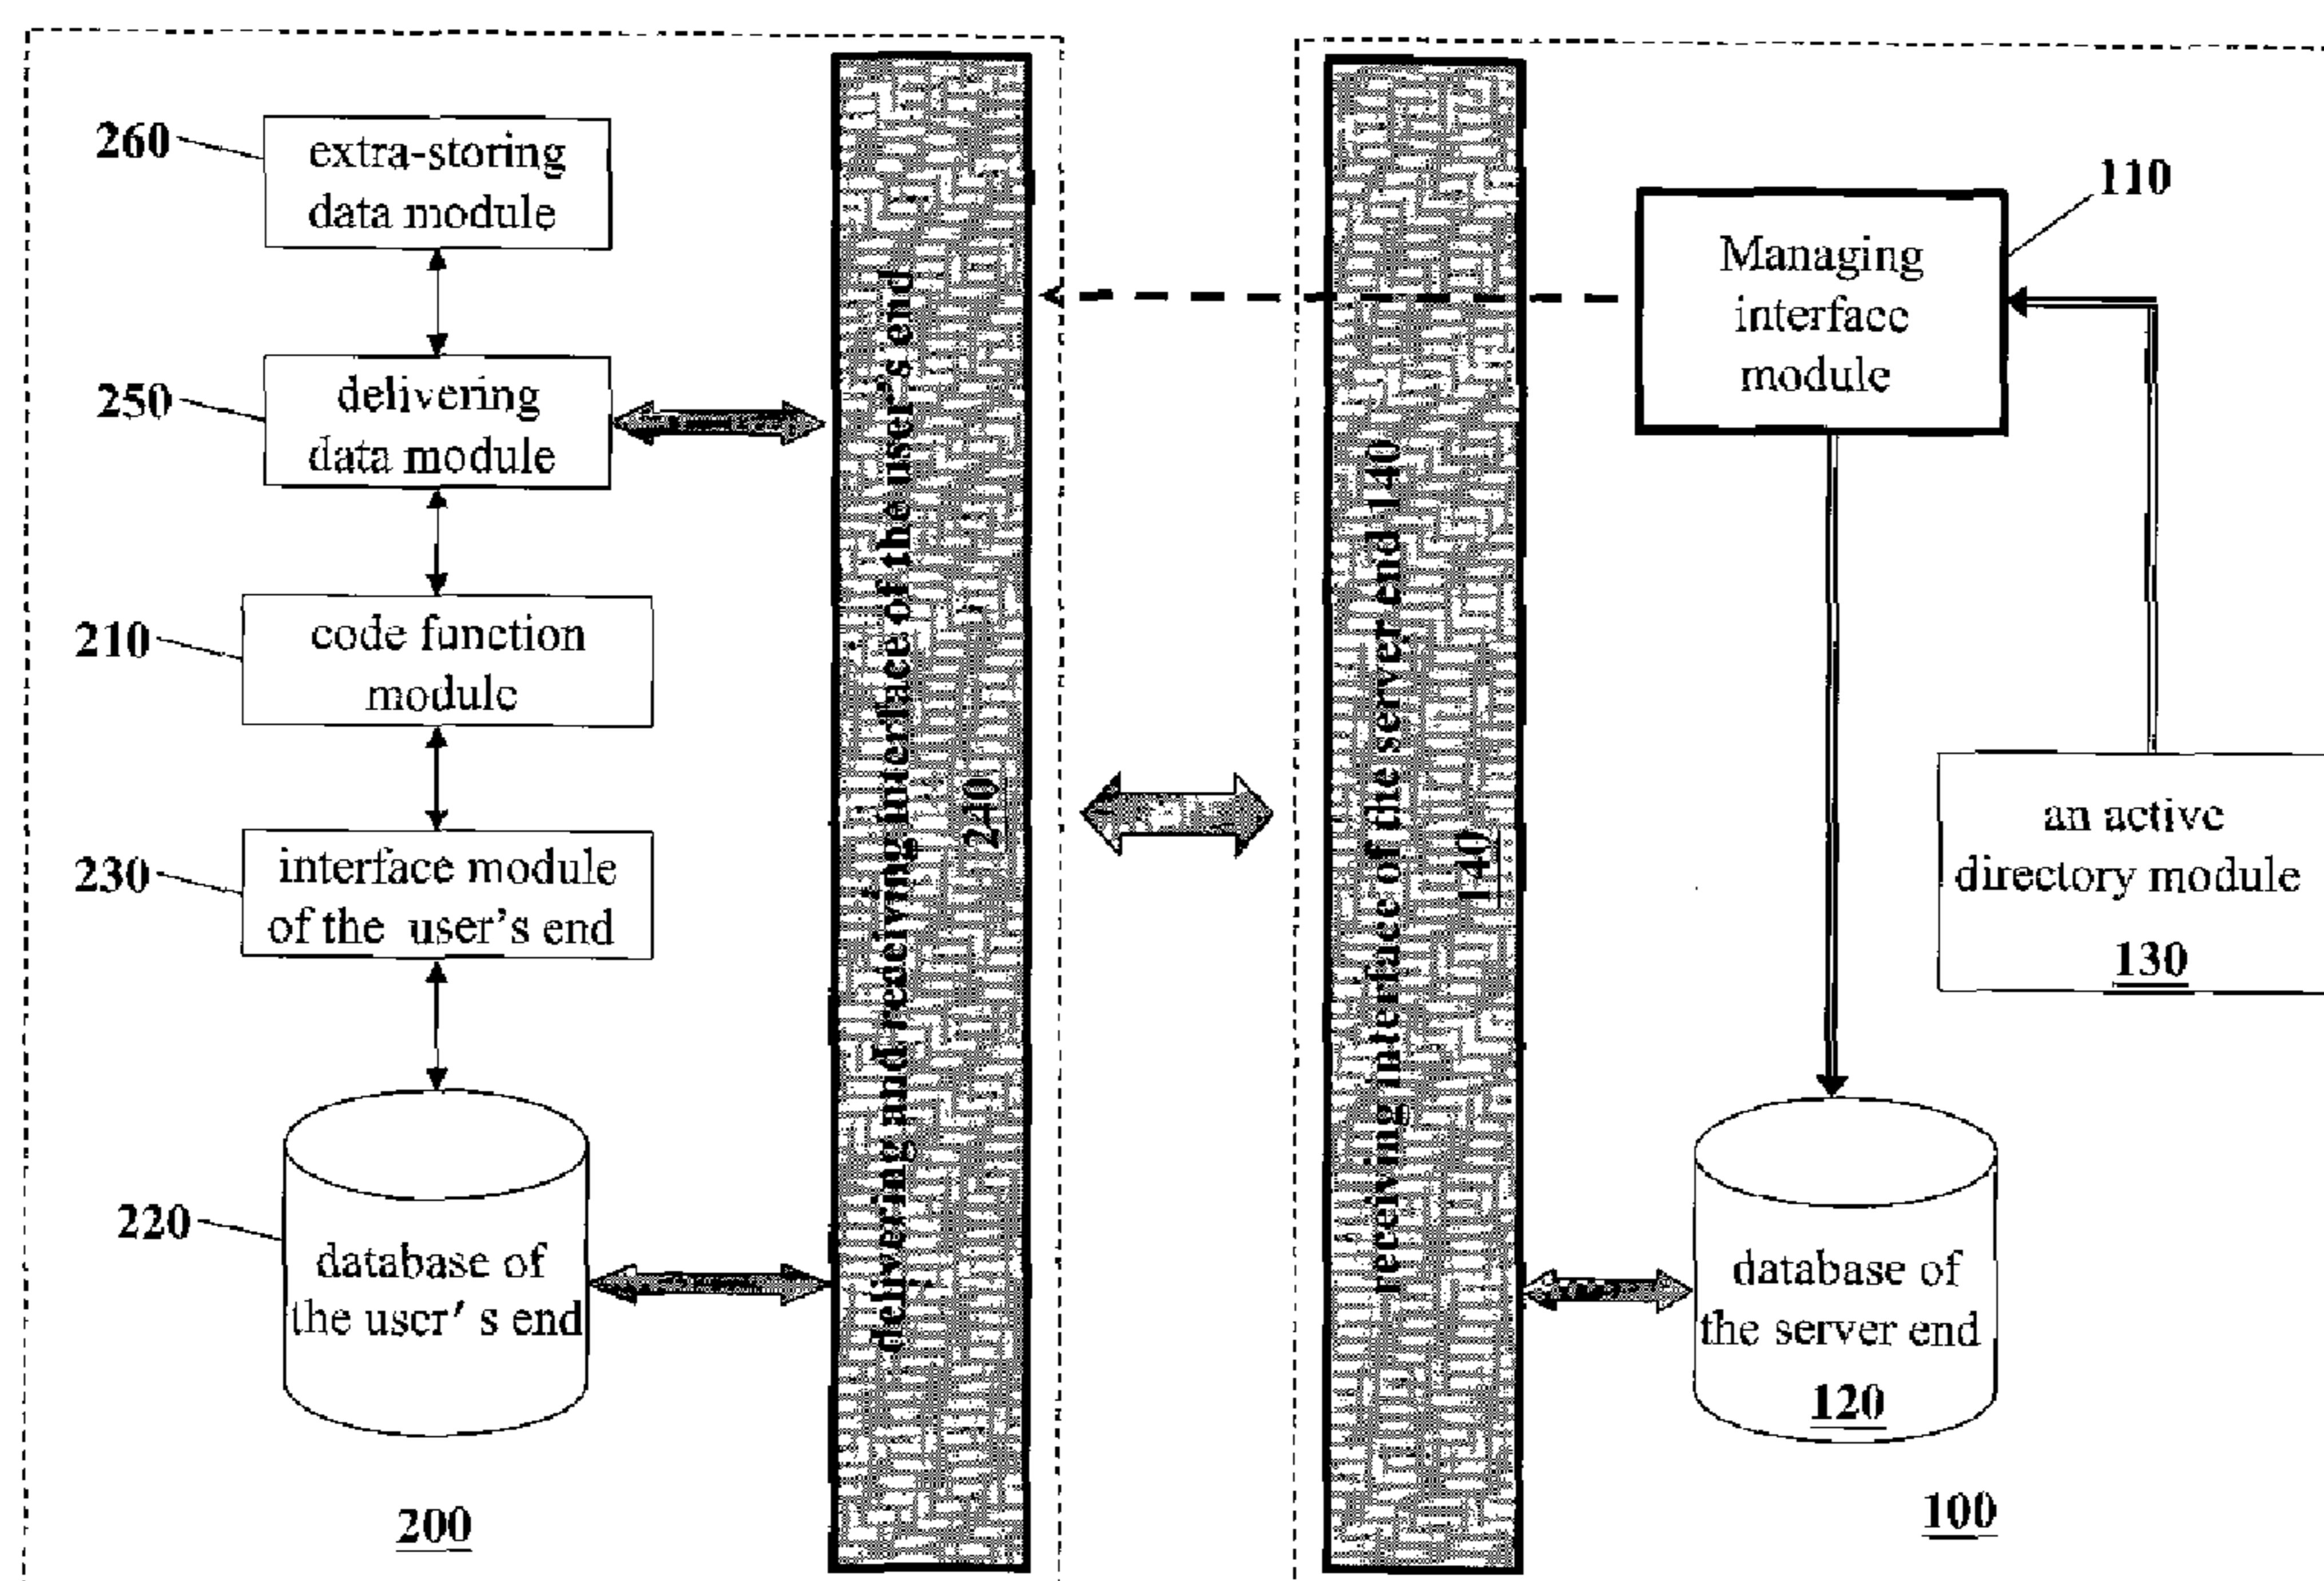 260
extra-storing
data module
250
delivering
data module
210
code function
module
230
interface module
of the user's end
220
database of
the user' s end
200
delivering and redeiving interface of the user's end
240
receiving interface of the server end 140
140
110
Managing
interface
module
an active
directory module
130
database of
the server end
120
100